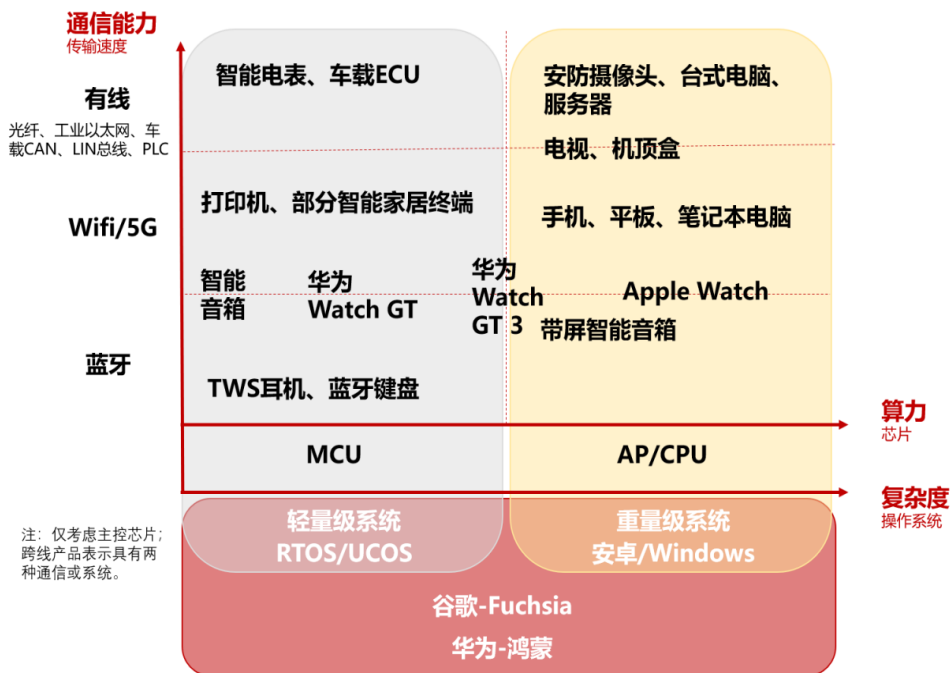 通信能力
传输速度
智能电表、车载ECU
安防摄像头、台式电脑、
服务器
有线
光纤、工业以太网、车
载CAN、LIN总线、PLC
电视、机顶盒
Wifi/5G
打印机、部分智能家居终端
手机、平板、笔记本电脑
智能
音箱
华为
Watch GT
华为
Watch
GT 3
Apple Watch
带屏智能音箱
蓝牙
TWS耳机、蓝牙键盘
算力
芯片
MCU
AP/CPU
复杂度
操作系统
注：仅考虑主控芯片；
跨线产品表示具有两
种通信或系统。
轻量级系统
RTOS/UCOS
重量级系统
安卓/Windows
谷歌-Fuchsia
华为-鸿蒙